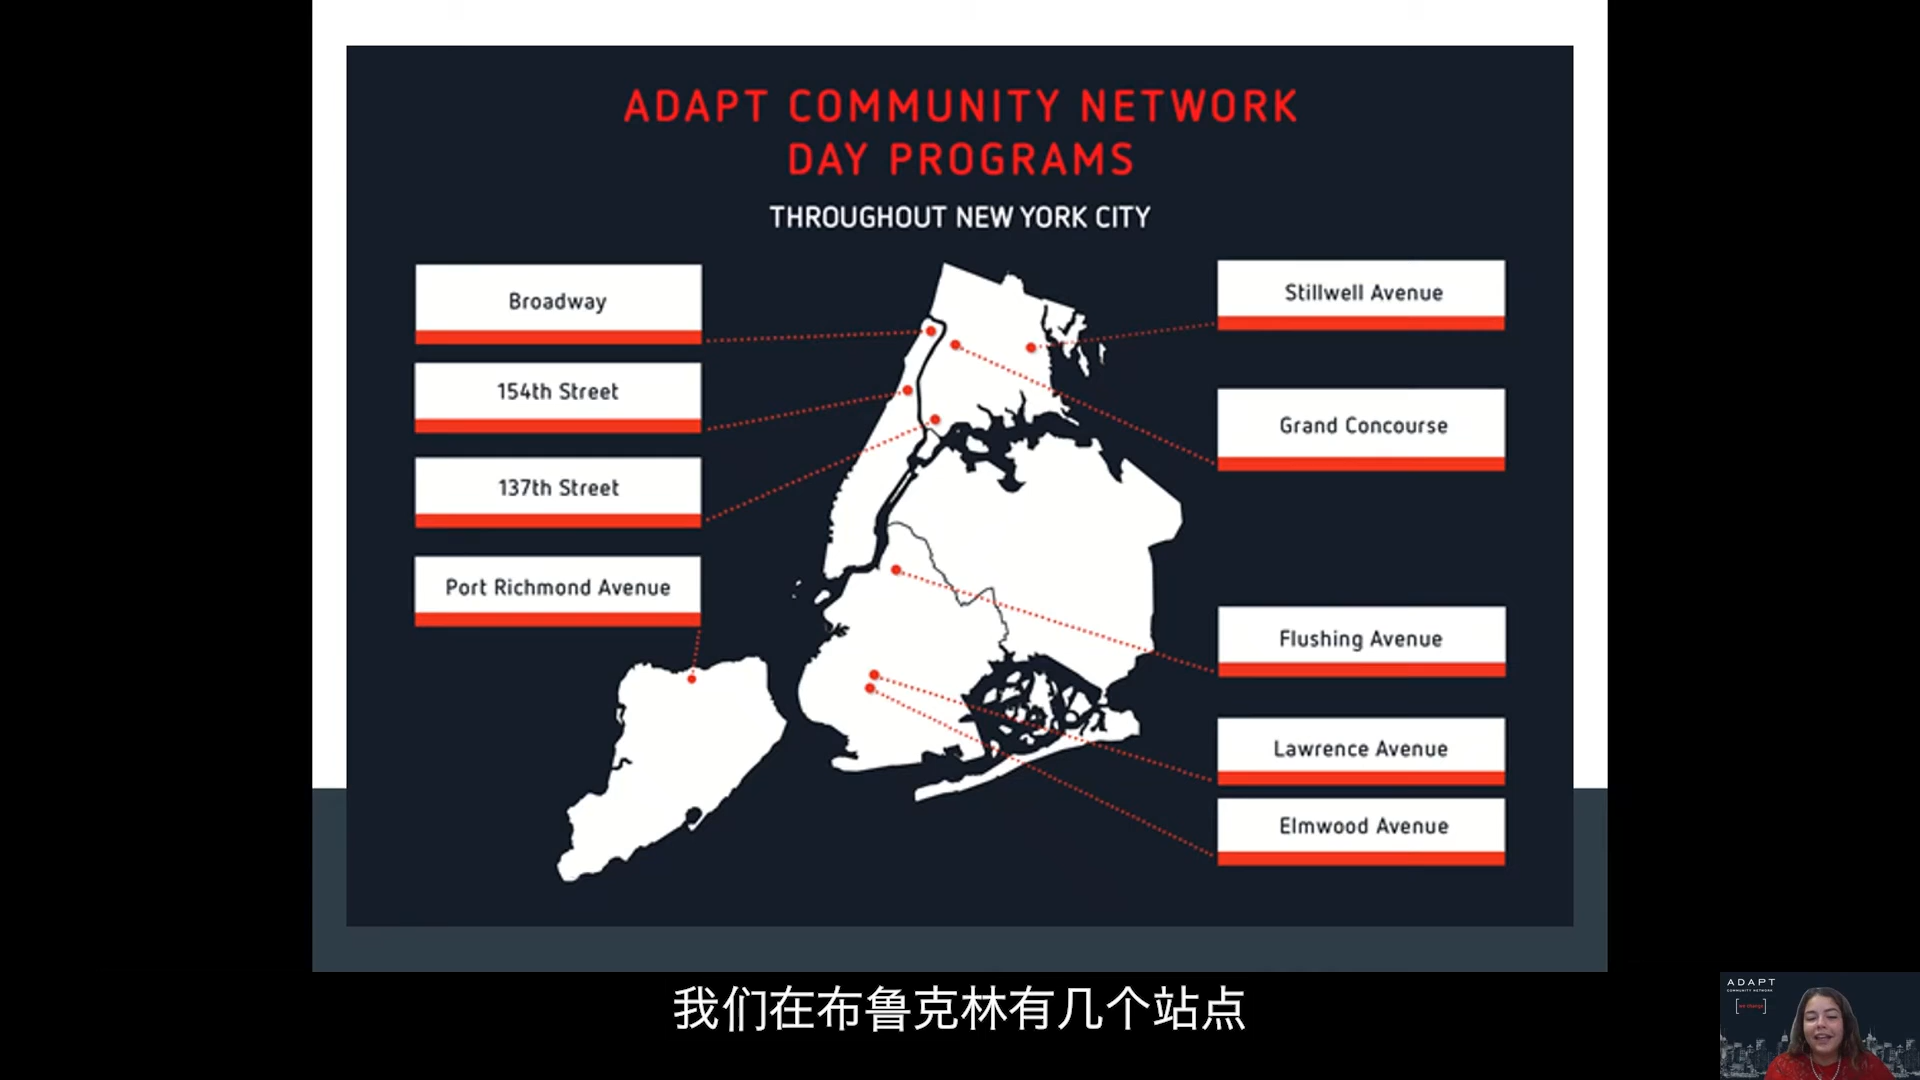 ADAPT COMMUNITY NETWORK
DAY PROGRAMS
THROUGHOUT NEW YORK CITY
Broadway
154th Street
137th Street
Port Richmond Avenue
Stillwell Avenue
Grand Concourse
Flushing Avenue
Lawrence Avenue
Elmwood Avenue
我们在布鲁克林有几个站点
ADAPT
COMMUNITY NETWORK